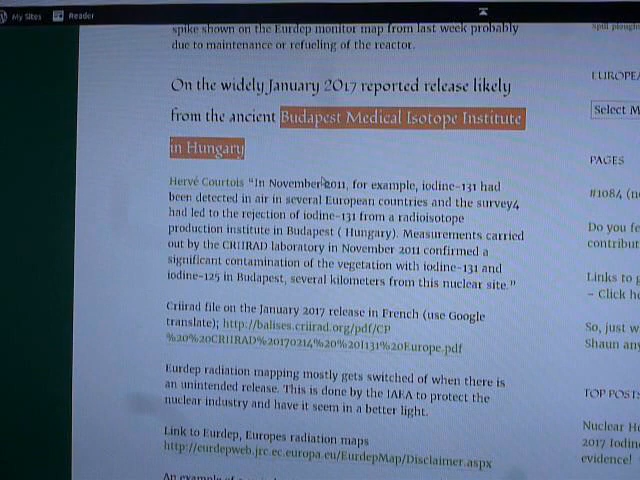 My Sites
Reader
spike shown on the Eurdep monitor map from last week probably
due to maintenance or refueling of the reactor.
On the widely January 2017 reported release likely
from the ancient Budapest Medical Isotope Institute
in Hungary
Hervé Courtois "In November 2011, for example, iodine-131 had
been detected in air in several European countries and the survey4
had led to the rejection of iodine-131 from a radioisotope
production institute in Budapest ( Hungary). Measurements carried
out by the CRIIRAD laboratory in November 2011 confirmed a
significant contamination of the vegetation with iodine-131 and
iodine-125 in Budapest, several kilometers from this nuclear site."
Criirad file on the January 2017 release in French (use Google
translate); http://balises.criirad.org/pdf/CP
%20%20CRIIRAD%20170214%20%20I131%20Europe.pdf
Eurdep radiation mapping mostly gets switched of when there is
an unintended release. This is done by the IAEA to protect the
nuclear industry and have it seem in a better light.
Link to Eurdep, Europes radiation maps
http://eurdepweb.jrc.ec.europa.eu/EurdepMap/Disclaimer.aspx
An example of
EUROPEA
Select M
PAGES
#1084 (no
Do you fe
contribut
Links to g
– Click he
So, just w
Shaun any
TOP POSTS
Nuclear Ho
2017 Iodin
evidence!